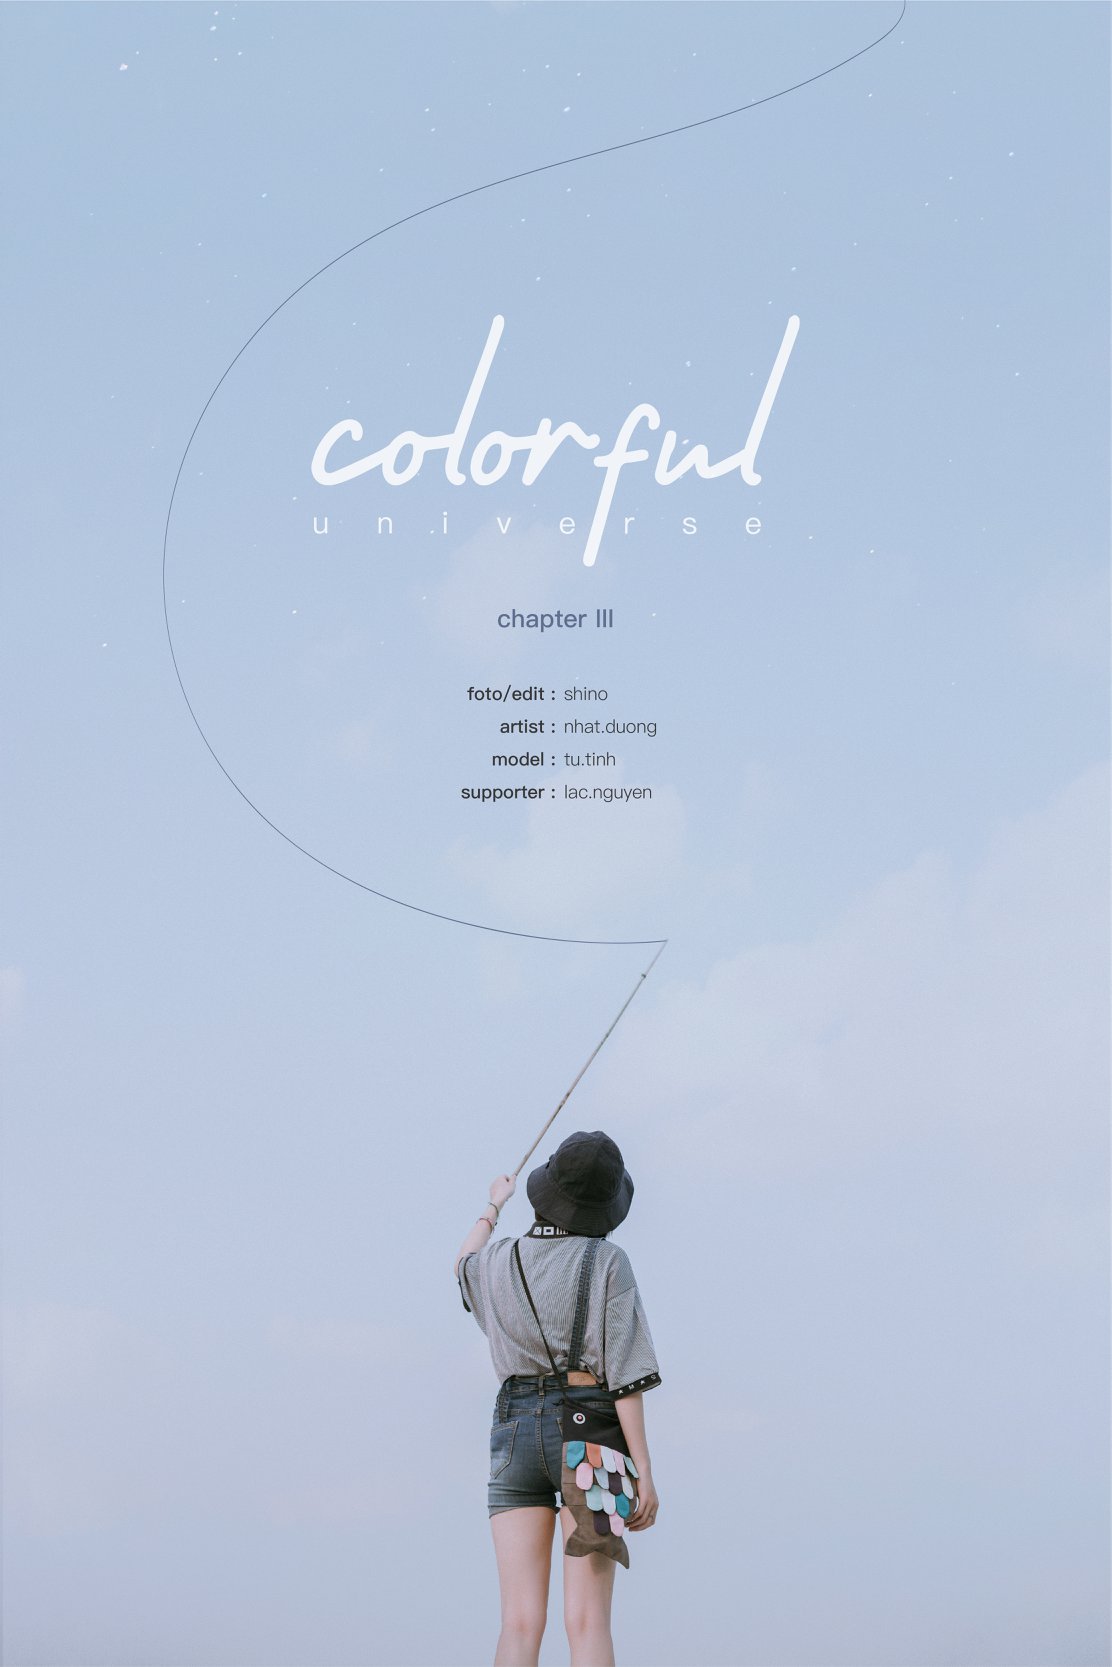 colorful
universe
chapter III
foto/edit : shino
artist : nhat.duong
model : tu.tinh
supporter : lac.nguyen